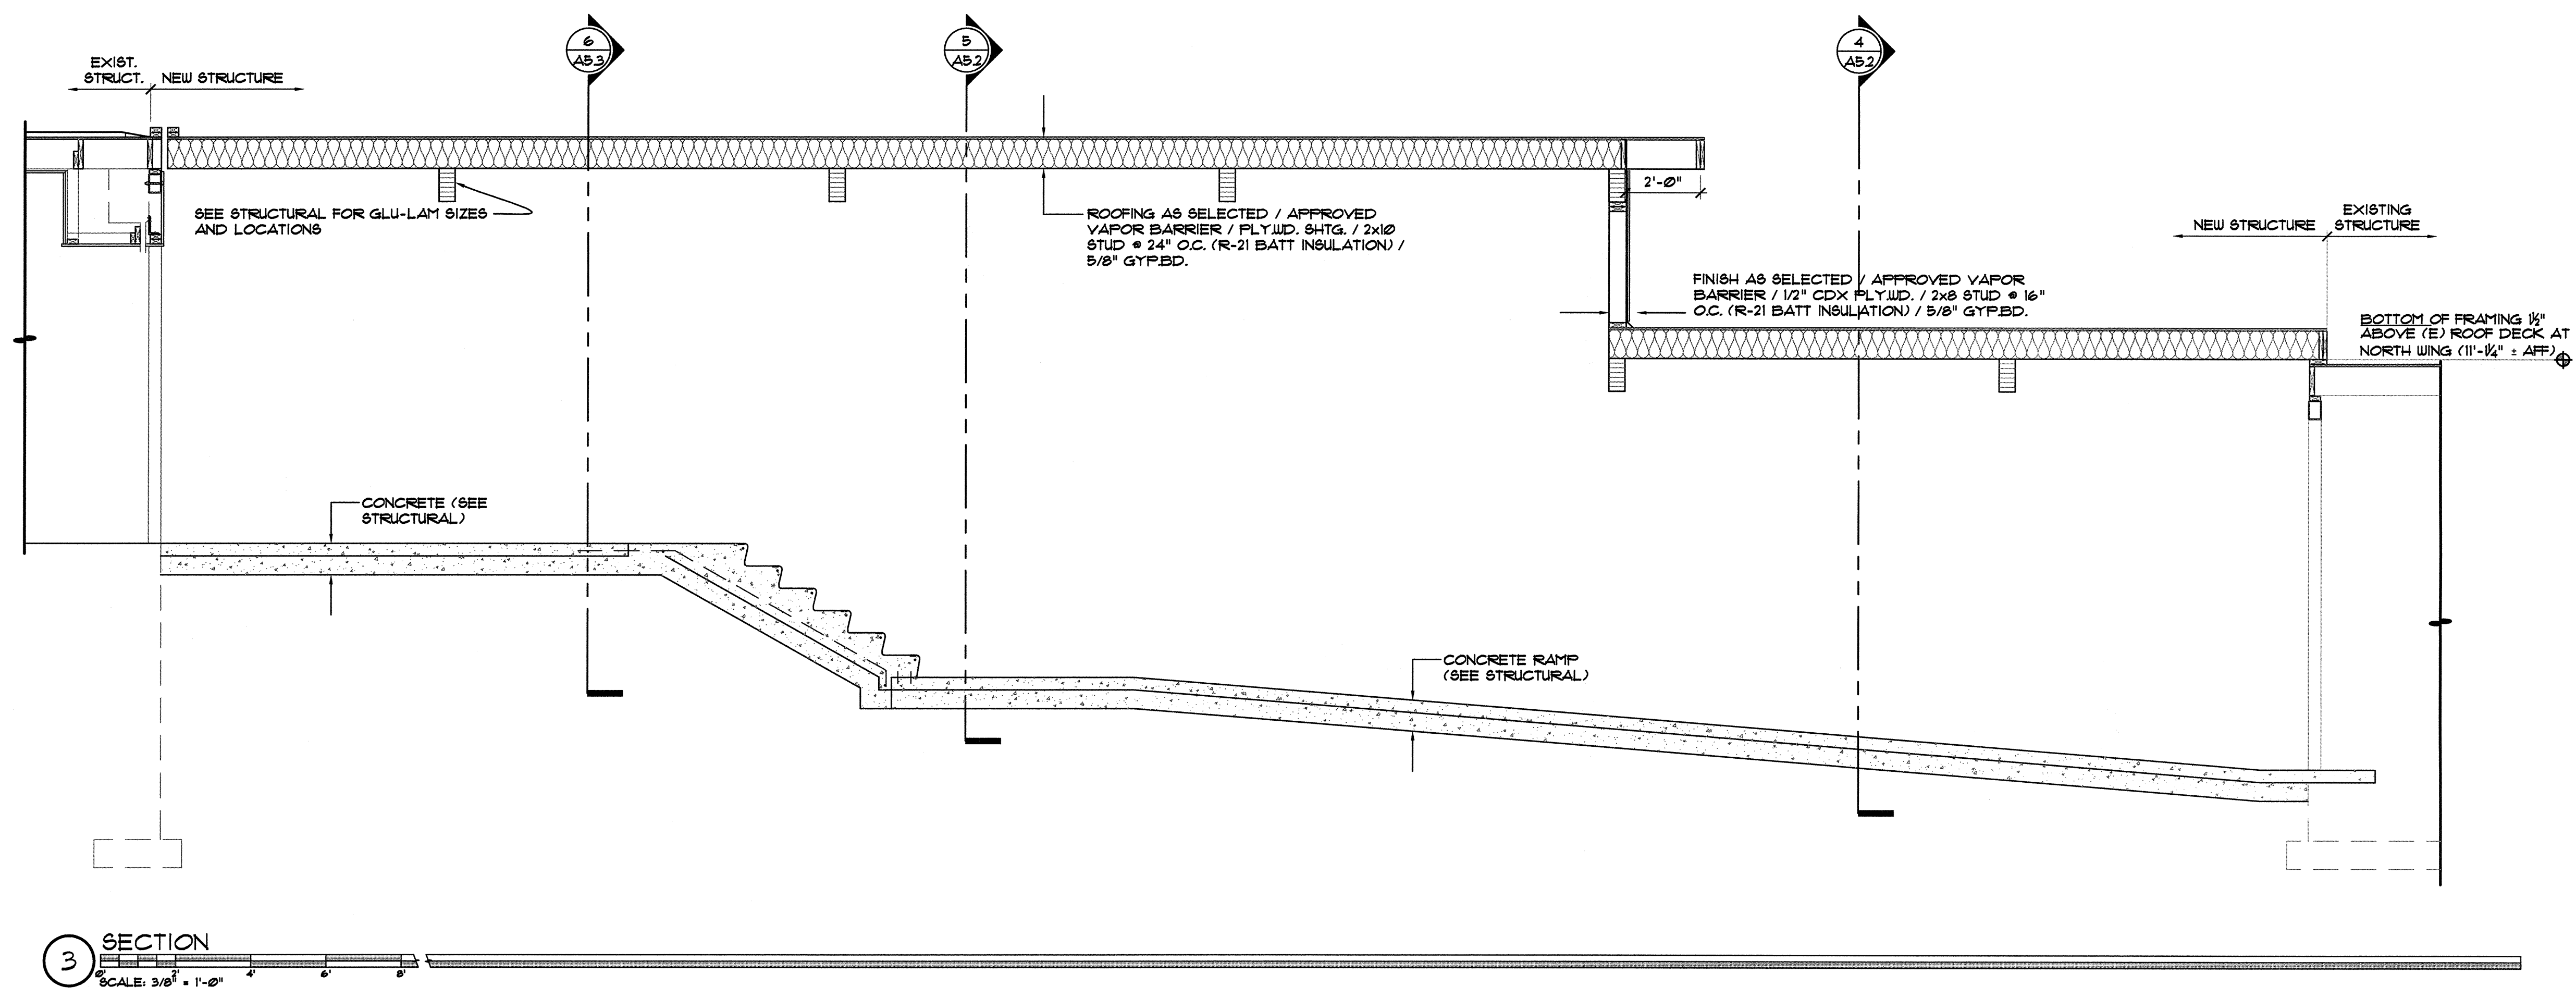 6
A5.3
5
A5.2
4
A5.2
EXIST.
STRUCT.
NEW STRUCTURE
SEE STRUCTURAL FOR GLU-LAM SIZES
AND LOCATIONS
ROOFING AS SELECTED / APPROVED
VAPOR BARRIER / PLY.WD. SHTG. / 2x10
STUD @ 24" O.C. (R-21 BATT INSULATION) /
5/8" GYP.BD.
2'-0"
NEW STRUCTURE
EXISTING
STRUCTURE
FINISH AS SELECTED / APPROVED VAPOR
BARRIER / 1/2" CDX PLY.WD. / 2x8 STUD @ 16"
O.C. (R-21 BATT INSULATION) / 5/8" GYP.BD.
BOTTOM OF FRAMING 1½"
ABOVE (E) ROOF DECK AT
NORTH WING (11'-1¼" ± AFF)
CONCRETE (SEE
STRUCTURAL)
CONCRETE RAMP
(SEE STRUCTURAL)
3
SECTION
0' 2' 4' 6' 8'
SCALE: 3/8" = 1'-0"